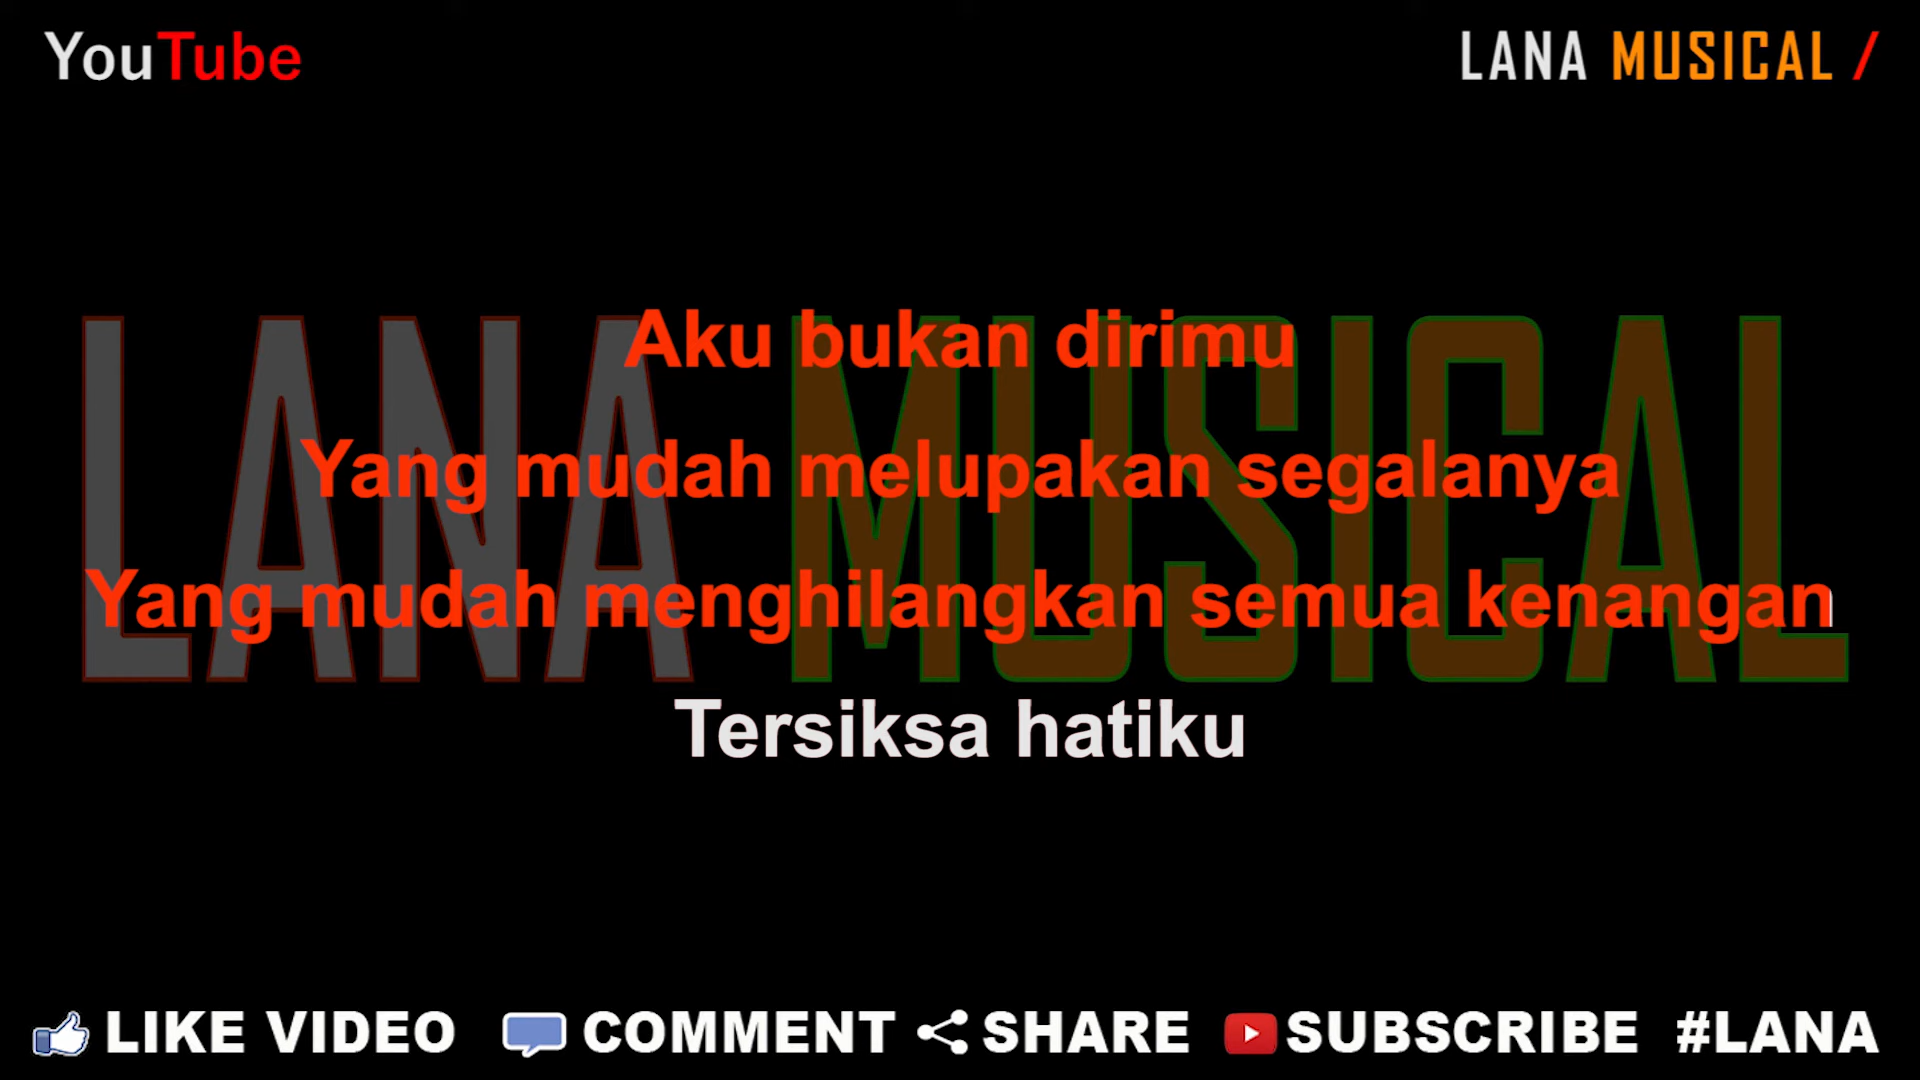 YouTube
LANA MUSICAL /
LANA MUSICAL
Aku bukan dirimu
Yang mudah melupakan segalanya
Yang mudah menghilangkan semua kenangan
Tersiksa hatiku
LIKE VIDEO COMMENT SHARE SUBSCRIBE #LANA